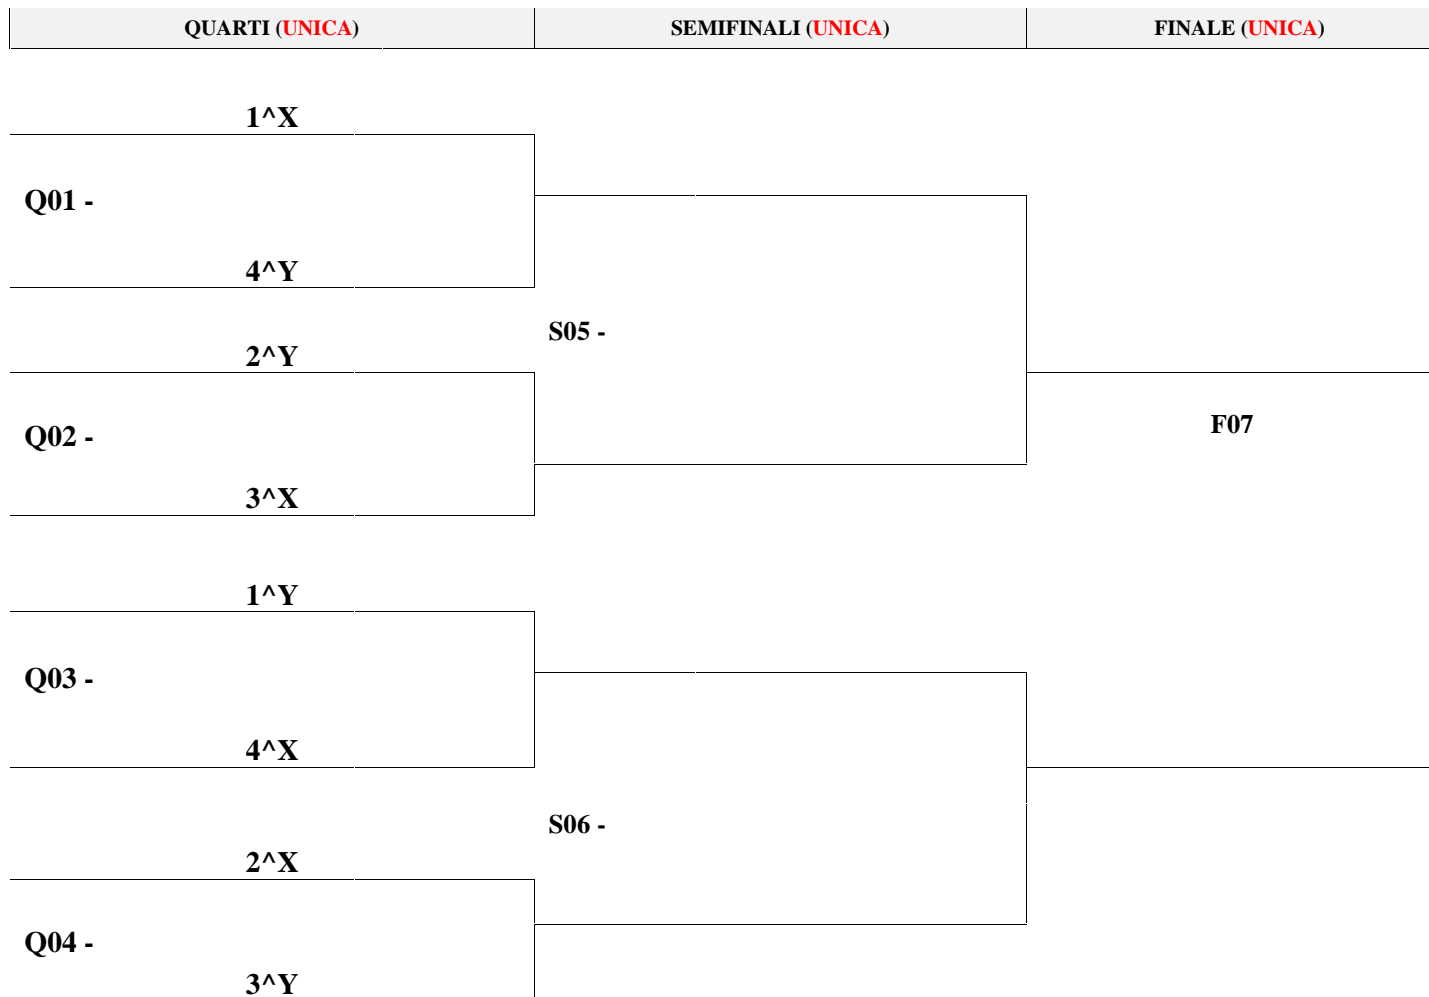 QUARTI (UNICA)
SEMIFINALI (UNICA)
FINALE (UNICA)
1^X
Q01 -
4^Y
S05 -
2^Y
Q02 -
F07
3^X
1^Y
Q03 -
4^X
S06 -
2^X
Q04 -
3^Y